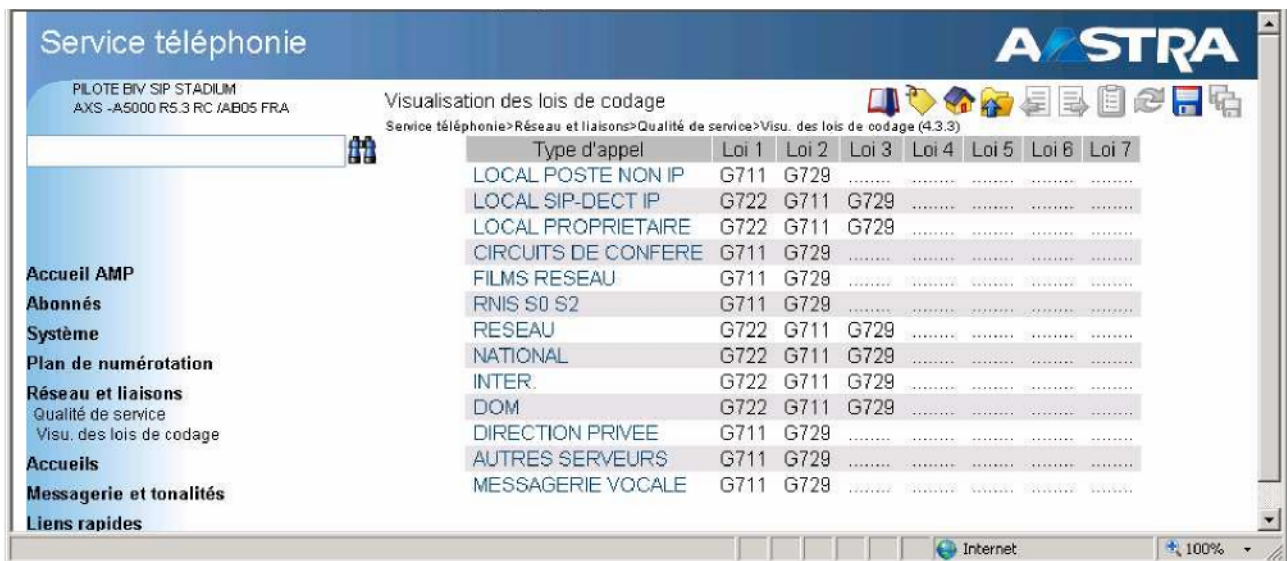 Service téléphonie
AASTRA
PILOTE BIV SIP STADIUM
AXS -A5000 R5.3 RC /AB05 FRA
Visualisation des lois de codage
Service téléphonie>Réseau et liaisons>Qualité de service>Visu. des lois de codage (4.3.3)
Type d'appel Loi 1 Loi 2 Loi 3 Loi 4 Loi 5 Loi 6 Loi 7
LOCAL POSTE NON IP G711 G729 ........ ........ ........ ........ ........
LOCAL SIP-DECT IP G722 G711 G729 ........ ........ ........ ........
LOCAL PROPRIETAIRE G722 G711 G729 ........ ........ ........ ........
CIRCUITS DE CONFERE G711 G729 ........ ........ ........ ........ ........
FILMS RESEAU G711 G729 ........ ........ ........ ........ ........
RNIS S0 S2 G711 G729 ........ ........ ........ ........ ........
RESEAU G722 G711 G729 ........ ........ ........ ........
NATIONAL G722 G711 G729 ........ ........ ........ ........
INTER. G722 G711 G729 ........ ........ ........ ........
DOM G722 G711 G729 ........ ........ ........ ........
DIRECTION PRIVEE G711 G729 ........ ........ ........ ........ ........
AUTRES SERVEURS G711 G729 ........ ........ ........ ........ ........
MESSAGERIE VOCALE G711 G729 ........ ........ ........ ........ ........
Accueil AMP
Abonnés
Système
Plan de numérotation
Réseau et liaisons
Qualité de service
Visu. des lois de codage
Accueils
Messagerie et tonalités
Liens rapides
Internet
100%